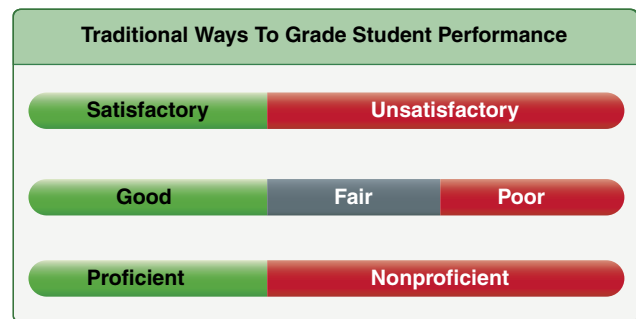 Traditional Ways To Grade Student Performance
Satisfactory Unsatisfactory
Good Fair Poor
Proficient Nonproficient